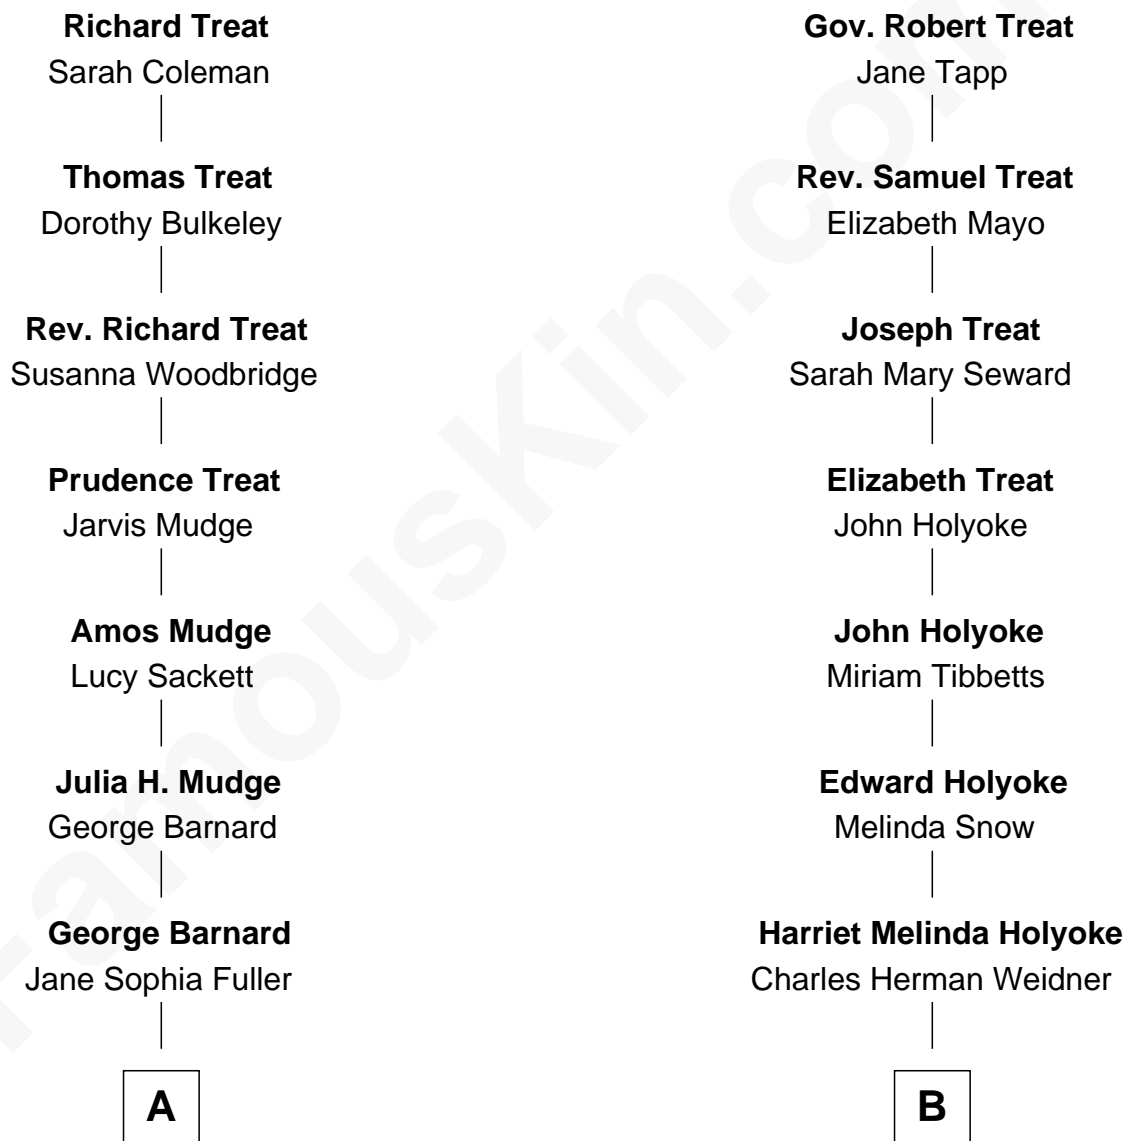 Richard Treat
Sarah Coleman
Thomas Treat
Dorothy Bulkeley
Rev. Richard Treat
Susanna Woodbridge
Prudence Treat
Jarvis Mudge
Amos Mudge
Lucy Sackett
Julia H. Mudge
George Barnard
George Barnard
Jane Sophia Fuller
A
Gov. Robert Treat
Jane Tapp
Rev. Samuel Treat
Elizabeth Mayo
Joseph Treat
Sarah Mary Seward
Elizabeth Treat
John Holyoke
John Holyoke
Miriam Tibbetts
Edward Holyoke
Melinda Snow
Harriet Melinda Holyoke
Charles Herman Weidner
B
FamousKin.com